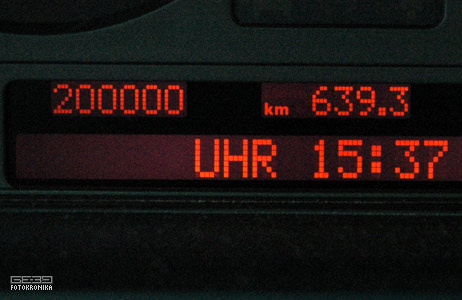 200000 km 639.3
UHR 15:37
FOTOKRONIKA